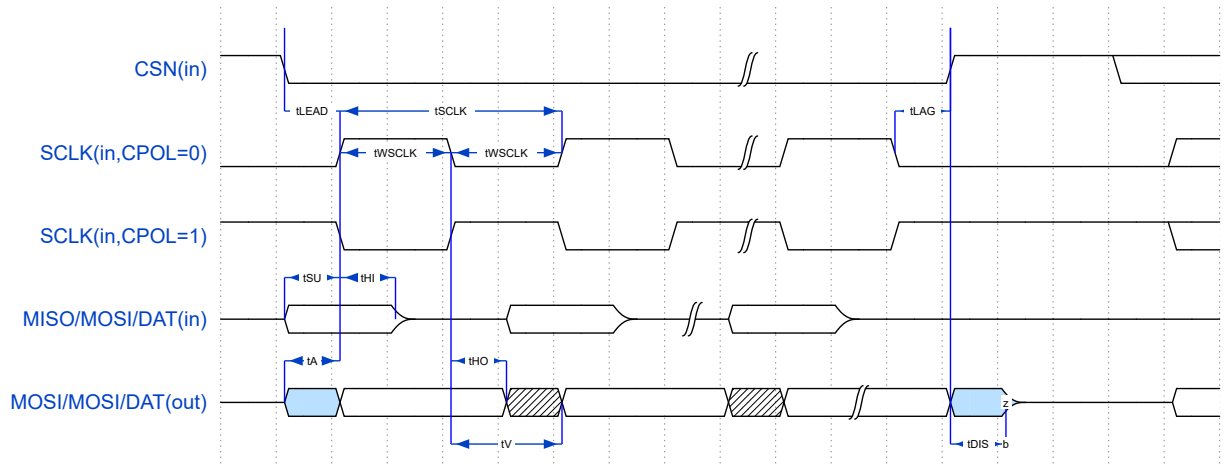 CSN(in)
tLEAD tSCLK tLAG
SCLK(in,CPOL=0)
tWSCLK tWSCLK
SCLK(in,CPOL=1)
tSU tHI
MISO/MOSI/DAT(in)
tA tHO
MOSI/MOSI/DAT(out)
z
tV tDIS b